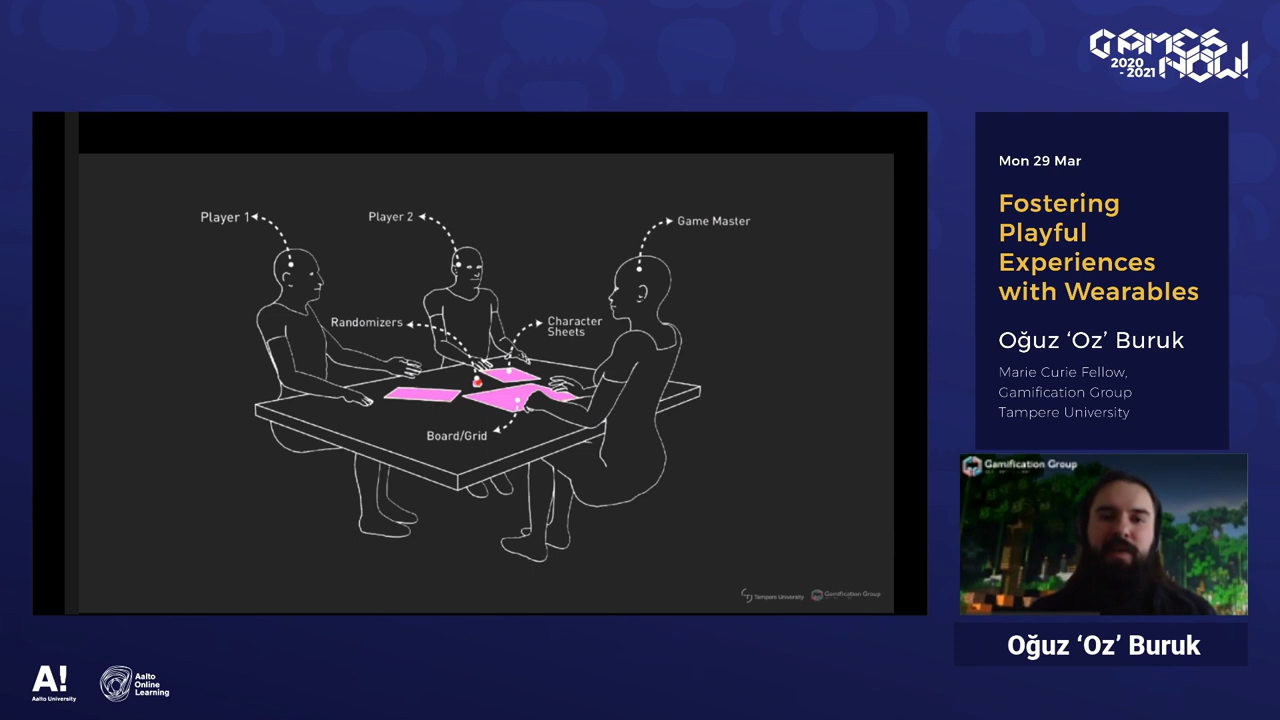 GAMES
2020
- 2021 NOW!
Player 1
Player 2
Game Master
Randomizers
Character
Sheets
Board/Grid
Tampere University
Gamification Group
Mon 29 Mar
Fostering
Playful
Experiences
with Wearables
Oğuz ‘Oz’ Buruk
Marie Curie Fellow,
Gamification Group
Tampere University
Gamification Group
Oğuz ‘Oz’ Buruk
A!
Aalto University
Aalto
Online
Learning